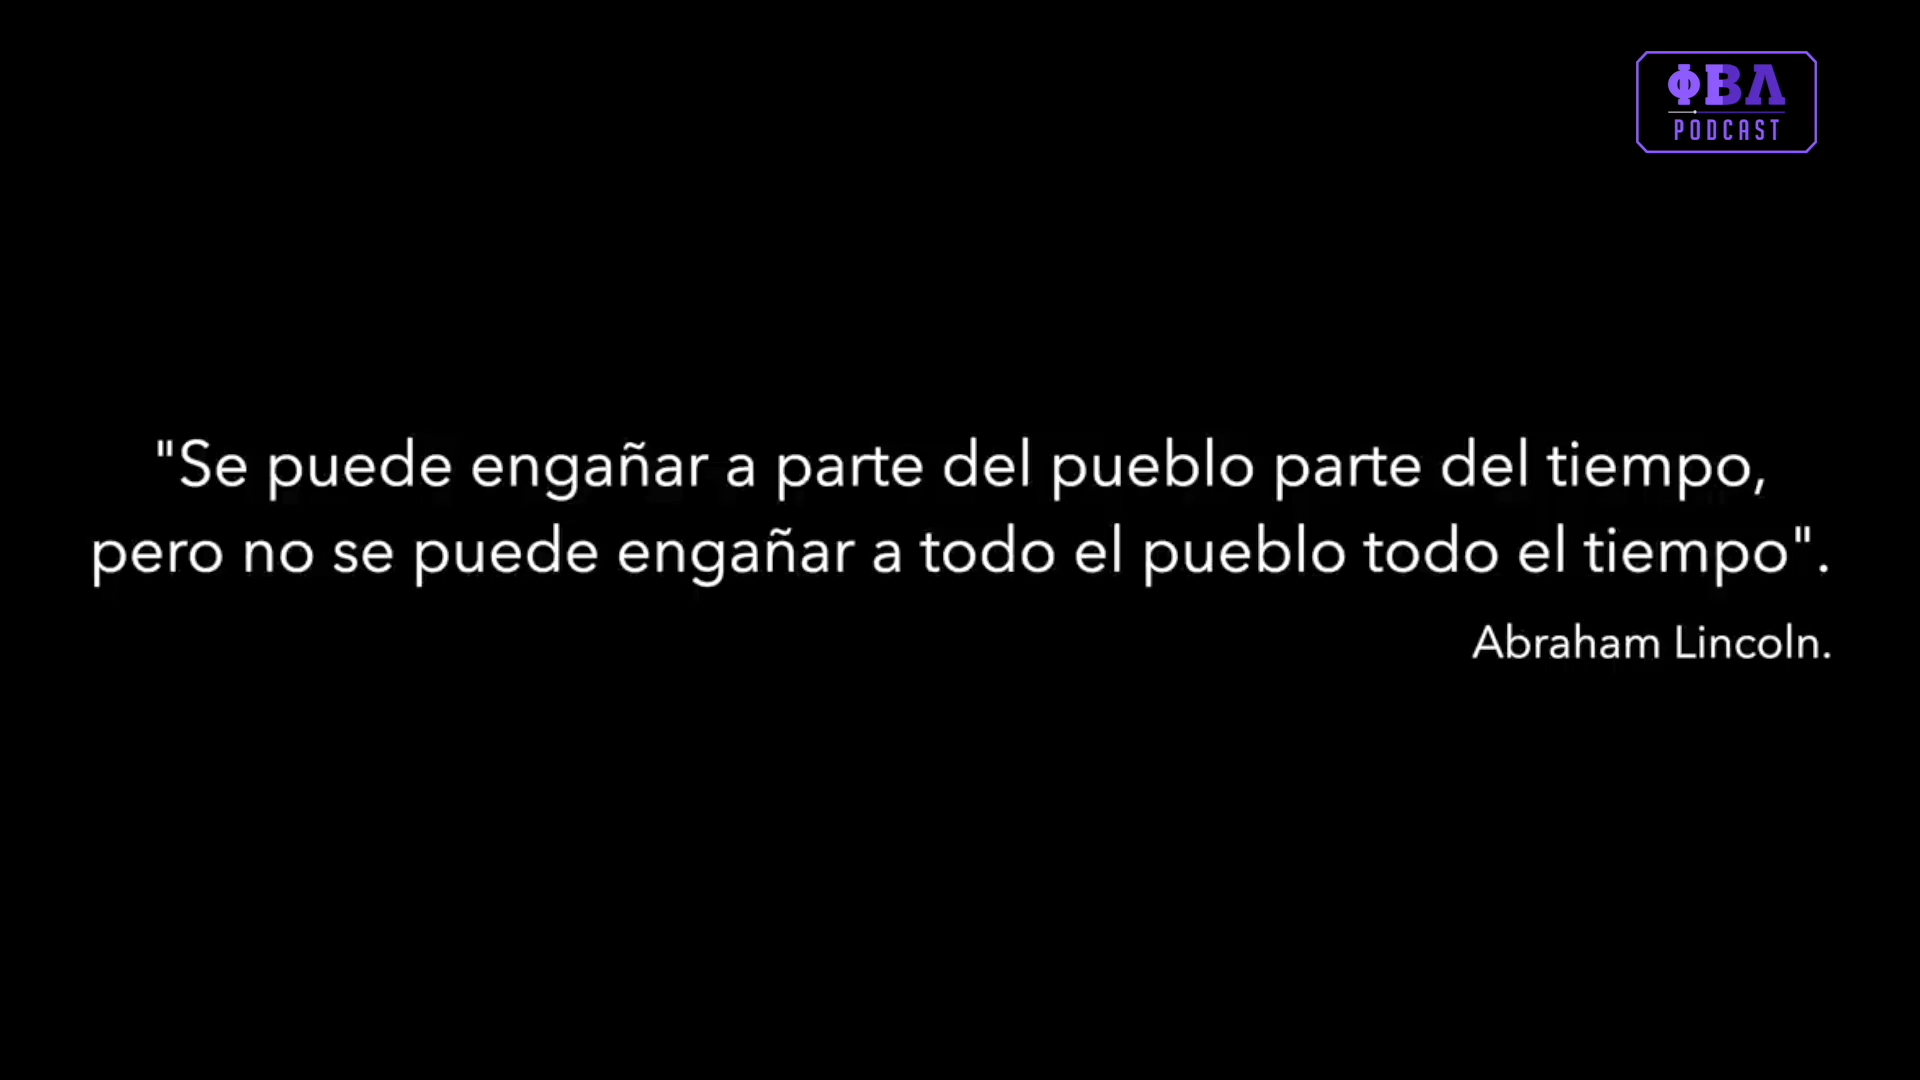 ΦBΛ
PODCAST
"Se puede engañar a parte del pueblo parte del tiempo,
pero no se puede engañar a todo el pueblo todo el tiempo".
Abraham Lincoln.